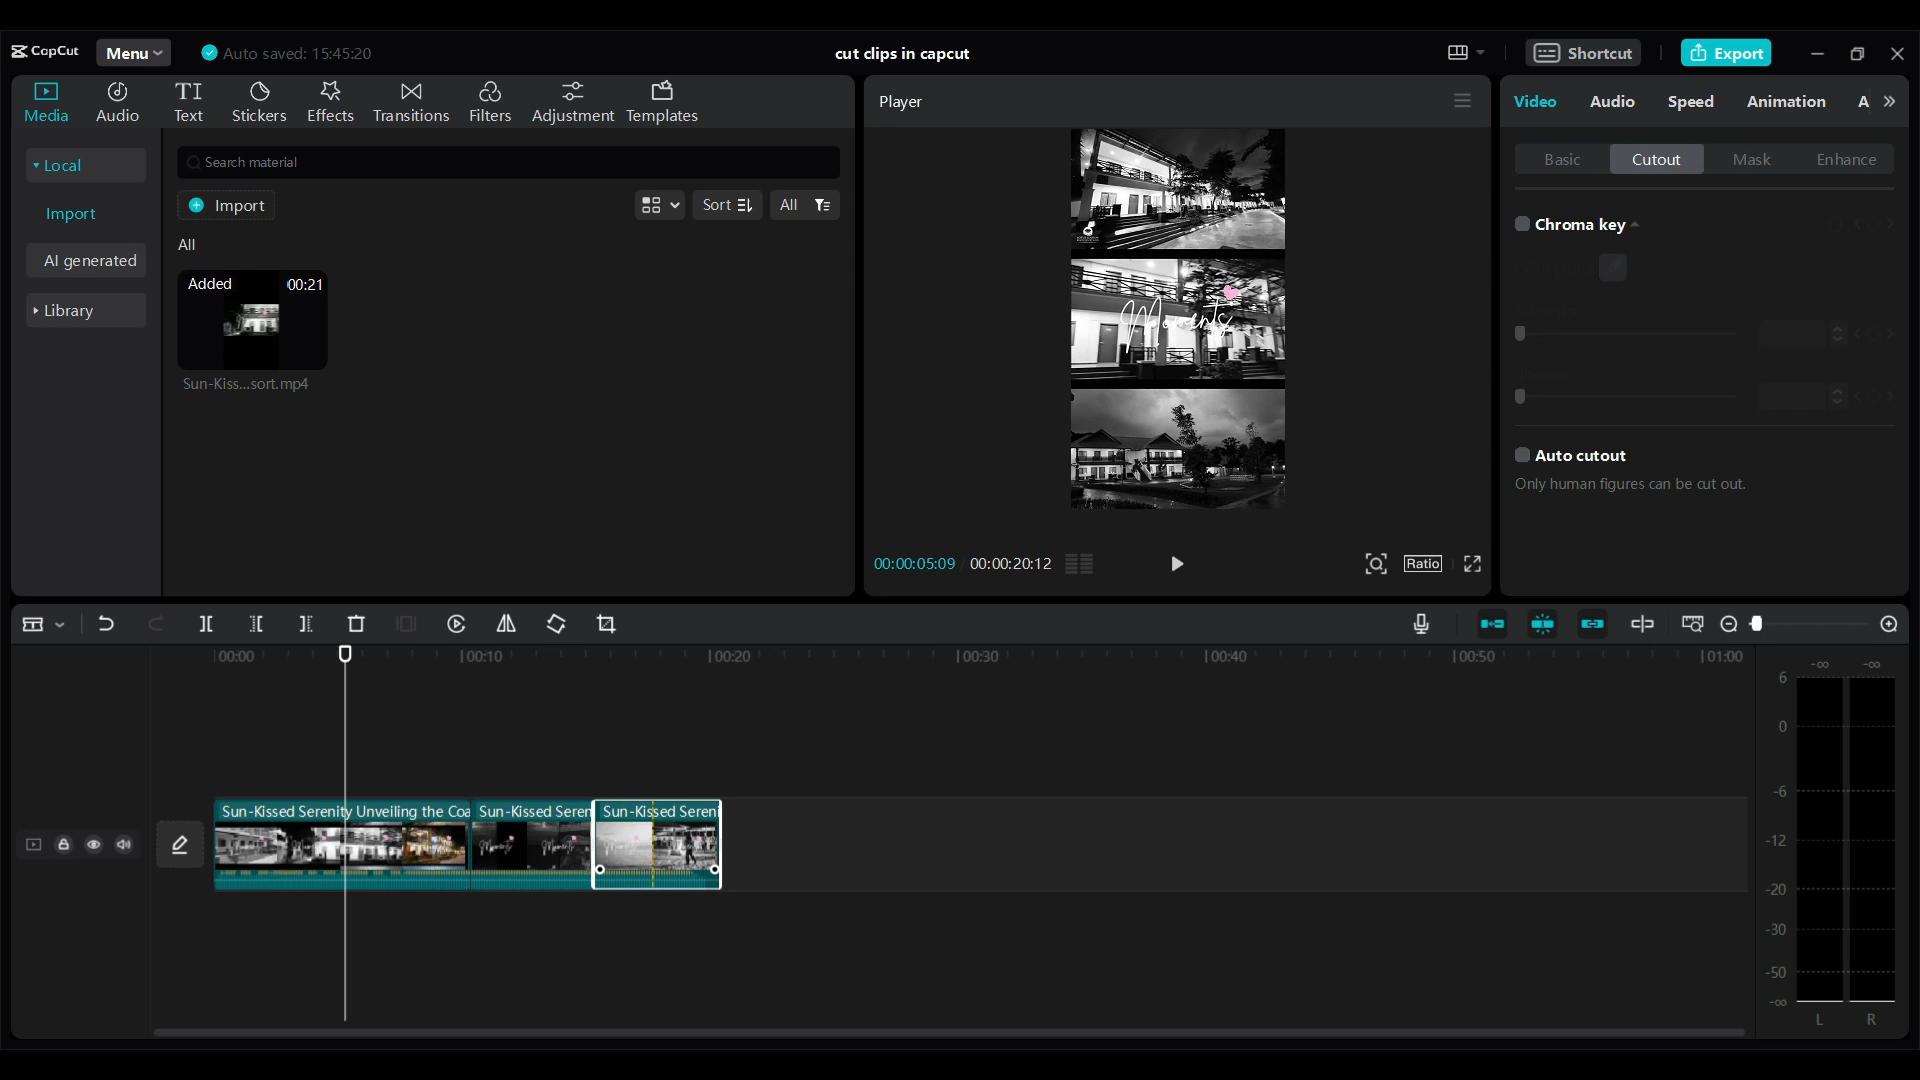 CapCut
Menu
Auto saved: 15:45:20
cut clips in capcut
Shortcut
Export
Media
Audio
Text
Stickers
Effects
Transitions
Filters
Adjustment
Templates
Local
Import
AI generated
Library
Search material
Import
Sort
All
All
Added
00:21
Sun-Kiss...sort.mp4
Player
Moments
00:00:05:09 / 00:00:20:12
Ratio
Video
Audio
Speed
Animation
A
Basic
Cutout
Mask
Enhance
Chroma key
Auto cutout
Only human figures can be cut out.
00:00
00:10
00:20
00:30
00:40
00:50
01:00
Sun-Kissed Serenity Unveiling the Coa
Sun-Kissed Seren
Sun-Kissed Sereni
-∞ -∞
6
0
-6
-12
-20
-30
-50
-∞
L R